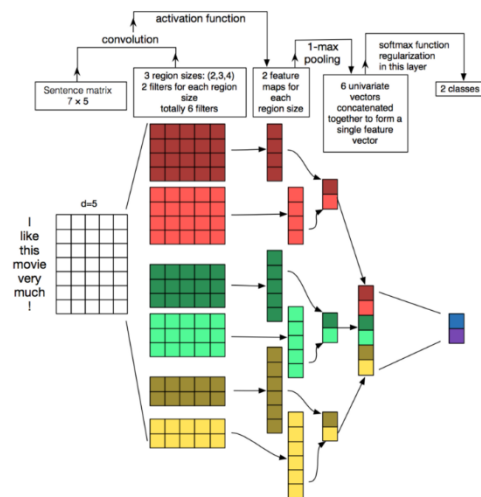 activation function
convolution
1-max
pooling
softmax function
regularization
in this layer
Sentence matrix
7 × 5
3 region sizes: (2,3,4)
2 filters for each region
size
totally 6 filters
2 feature
maps for
each
region size
6 univariate
vectors
concatenated
together to form a
single feature
vector
2 classes
d=5
I
like
this
movie
very
much
!